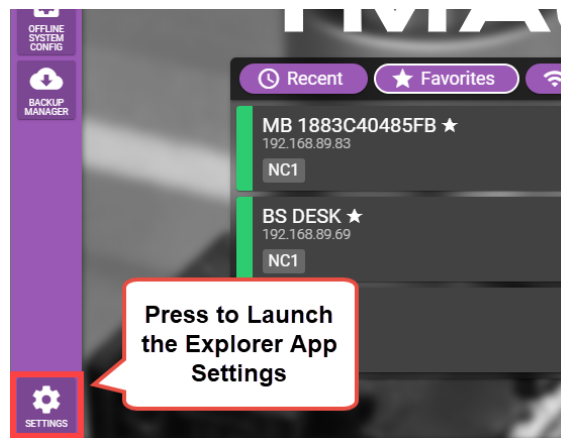 OFFLINE
SYSTEM
CONFIG
BACKUP
MANAGER
Recent
Favorites
MB 1883C40485FB
192.168.89.83
NC1
BS DESK
192.168.89.69
NC1
Press to Launch
the Explorer App
Settings
SETTINGS